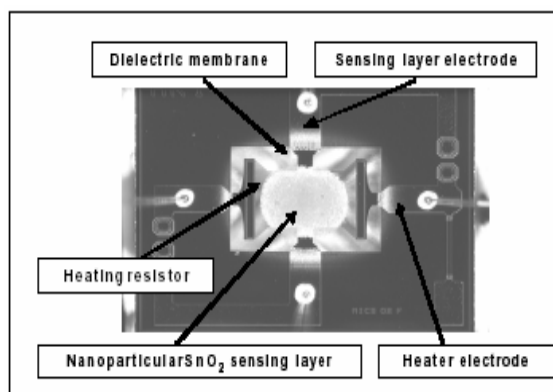 Dielectric membrane
Sensing layer electrode
Heating resistor
NanoparticularSnO₂ sensing layer
Heater electrode